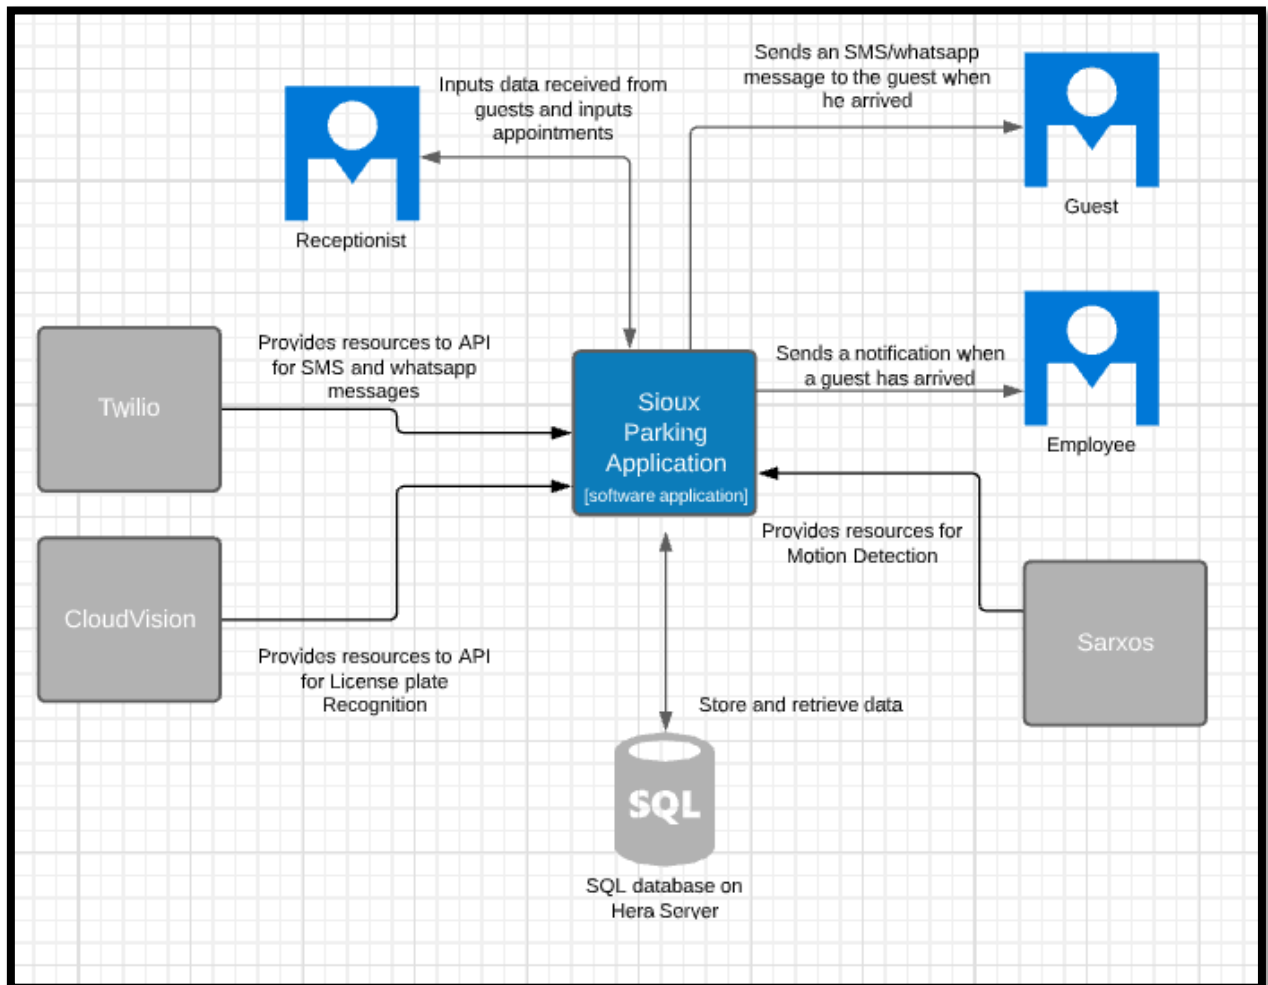 Sends an SMS/whatsapp
message to the guest when
he arrived
Inputs data received from
guests and inputs
appointments
Guest
Receptionist
Provides resources to API
for SMS and whatsapp
messages
Twilio
Sioux
Parking
Application
[software application]
Sends a notification when
a guest has arrived
Employee
Provides resources for
Motion Detection
CloudVision
Sarxos
Provides resources to API
for License plate
Recognition
Store and retrieve data
SQL
SQL database on
Hera Server